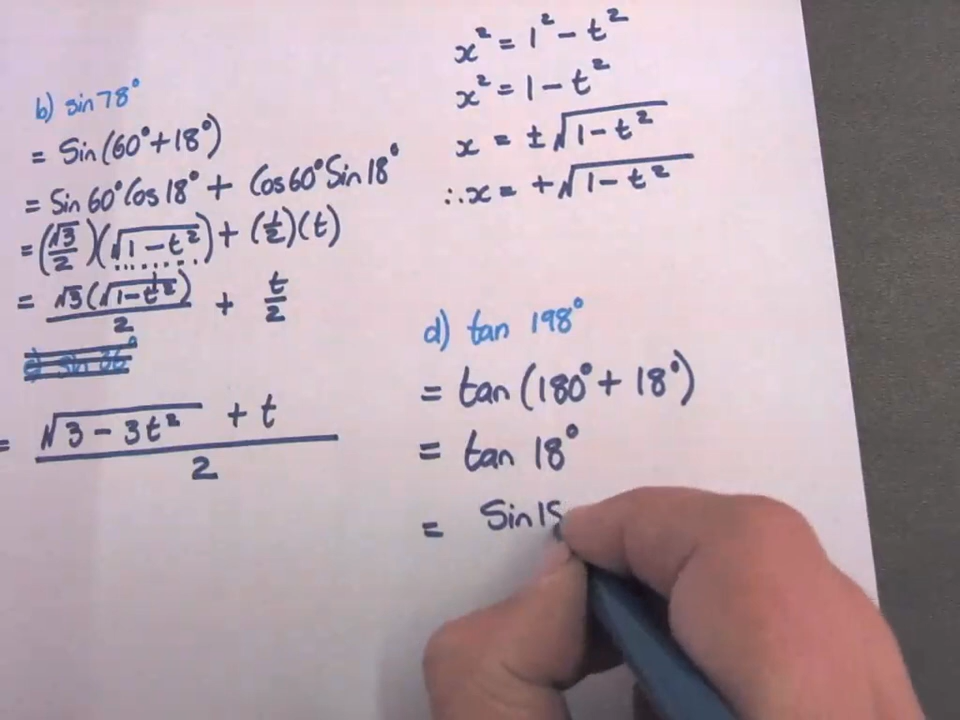 b) sin 78°
= Sin(60° + 18°)
= Sin 60° Cos 18° + Cos 60° Sin 18°
= (√3/2)(√1 − t²) + (t/2)(t)
= √3(√1−t²)/2 + t/2
= √3 − 3t² + t / 2
x² = 1² − t²
x² = 1 − t²
x = ±√1 − t²
∴ x = +√1 − t²
d) tan 198°
= tan (180° + 18°)
= tan 18°
= Sin 1